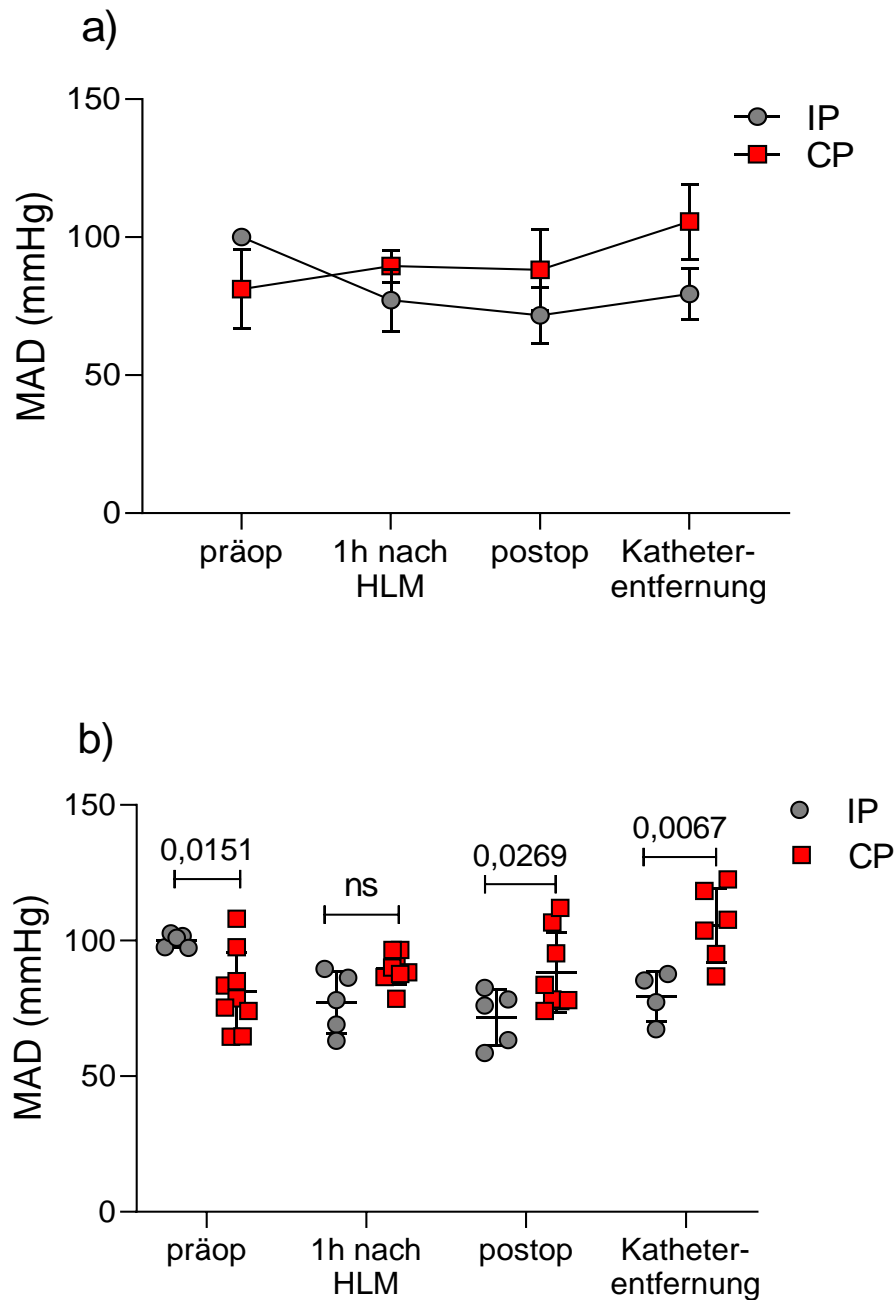 a)
IP
CP
MAD (mmHg)
150
100
50
0
präop
1h nach
HLM
postop
Katheter-
entfernung
b)
IP
CP
MAD (mmHg)
150
100
50
0
0,0151
ns
0,0269
0,0067
präop
1h nach
HLM
postop
Katheter-
entfernung